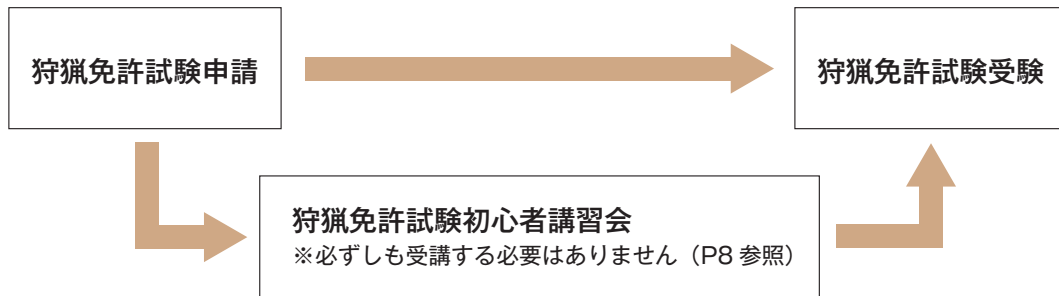 狩猟免許試験申請
狩猟免許試験受験
狩猟免許試験初心者講習会
※必ずしも受講する必要はありません（P8 参照）